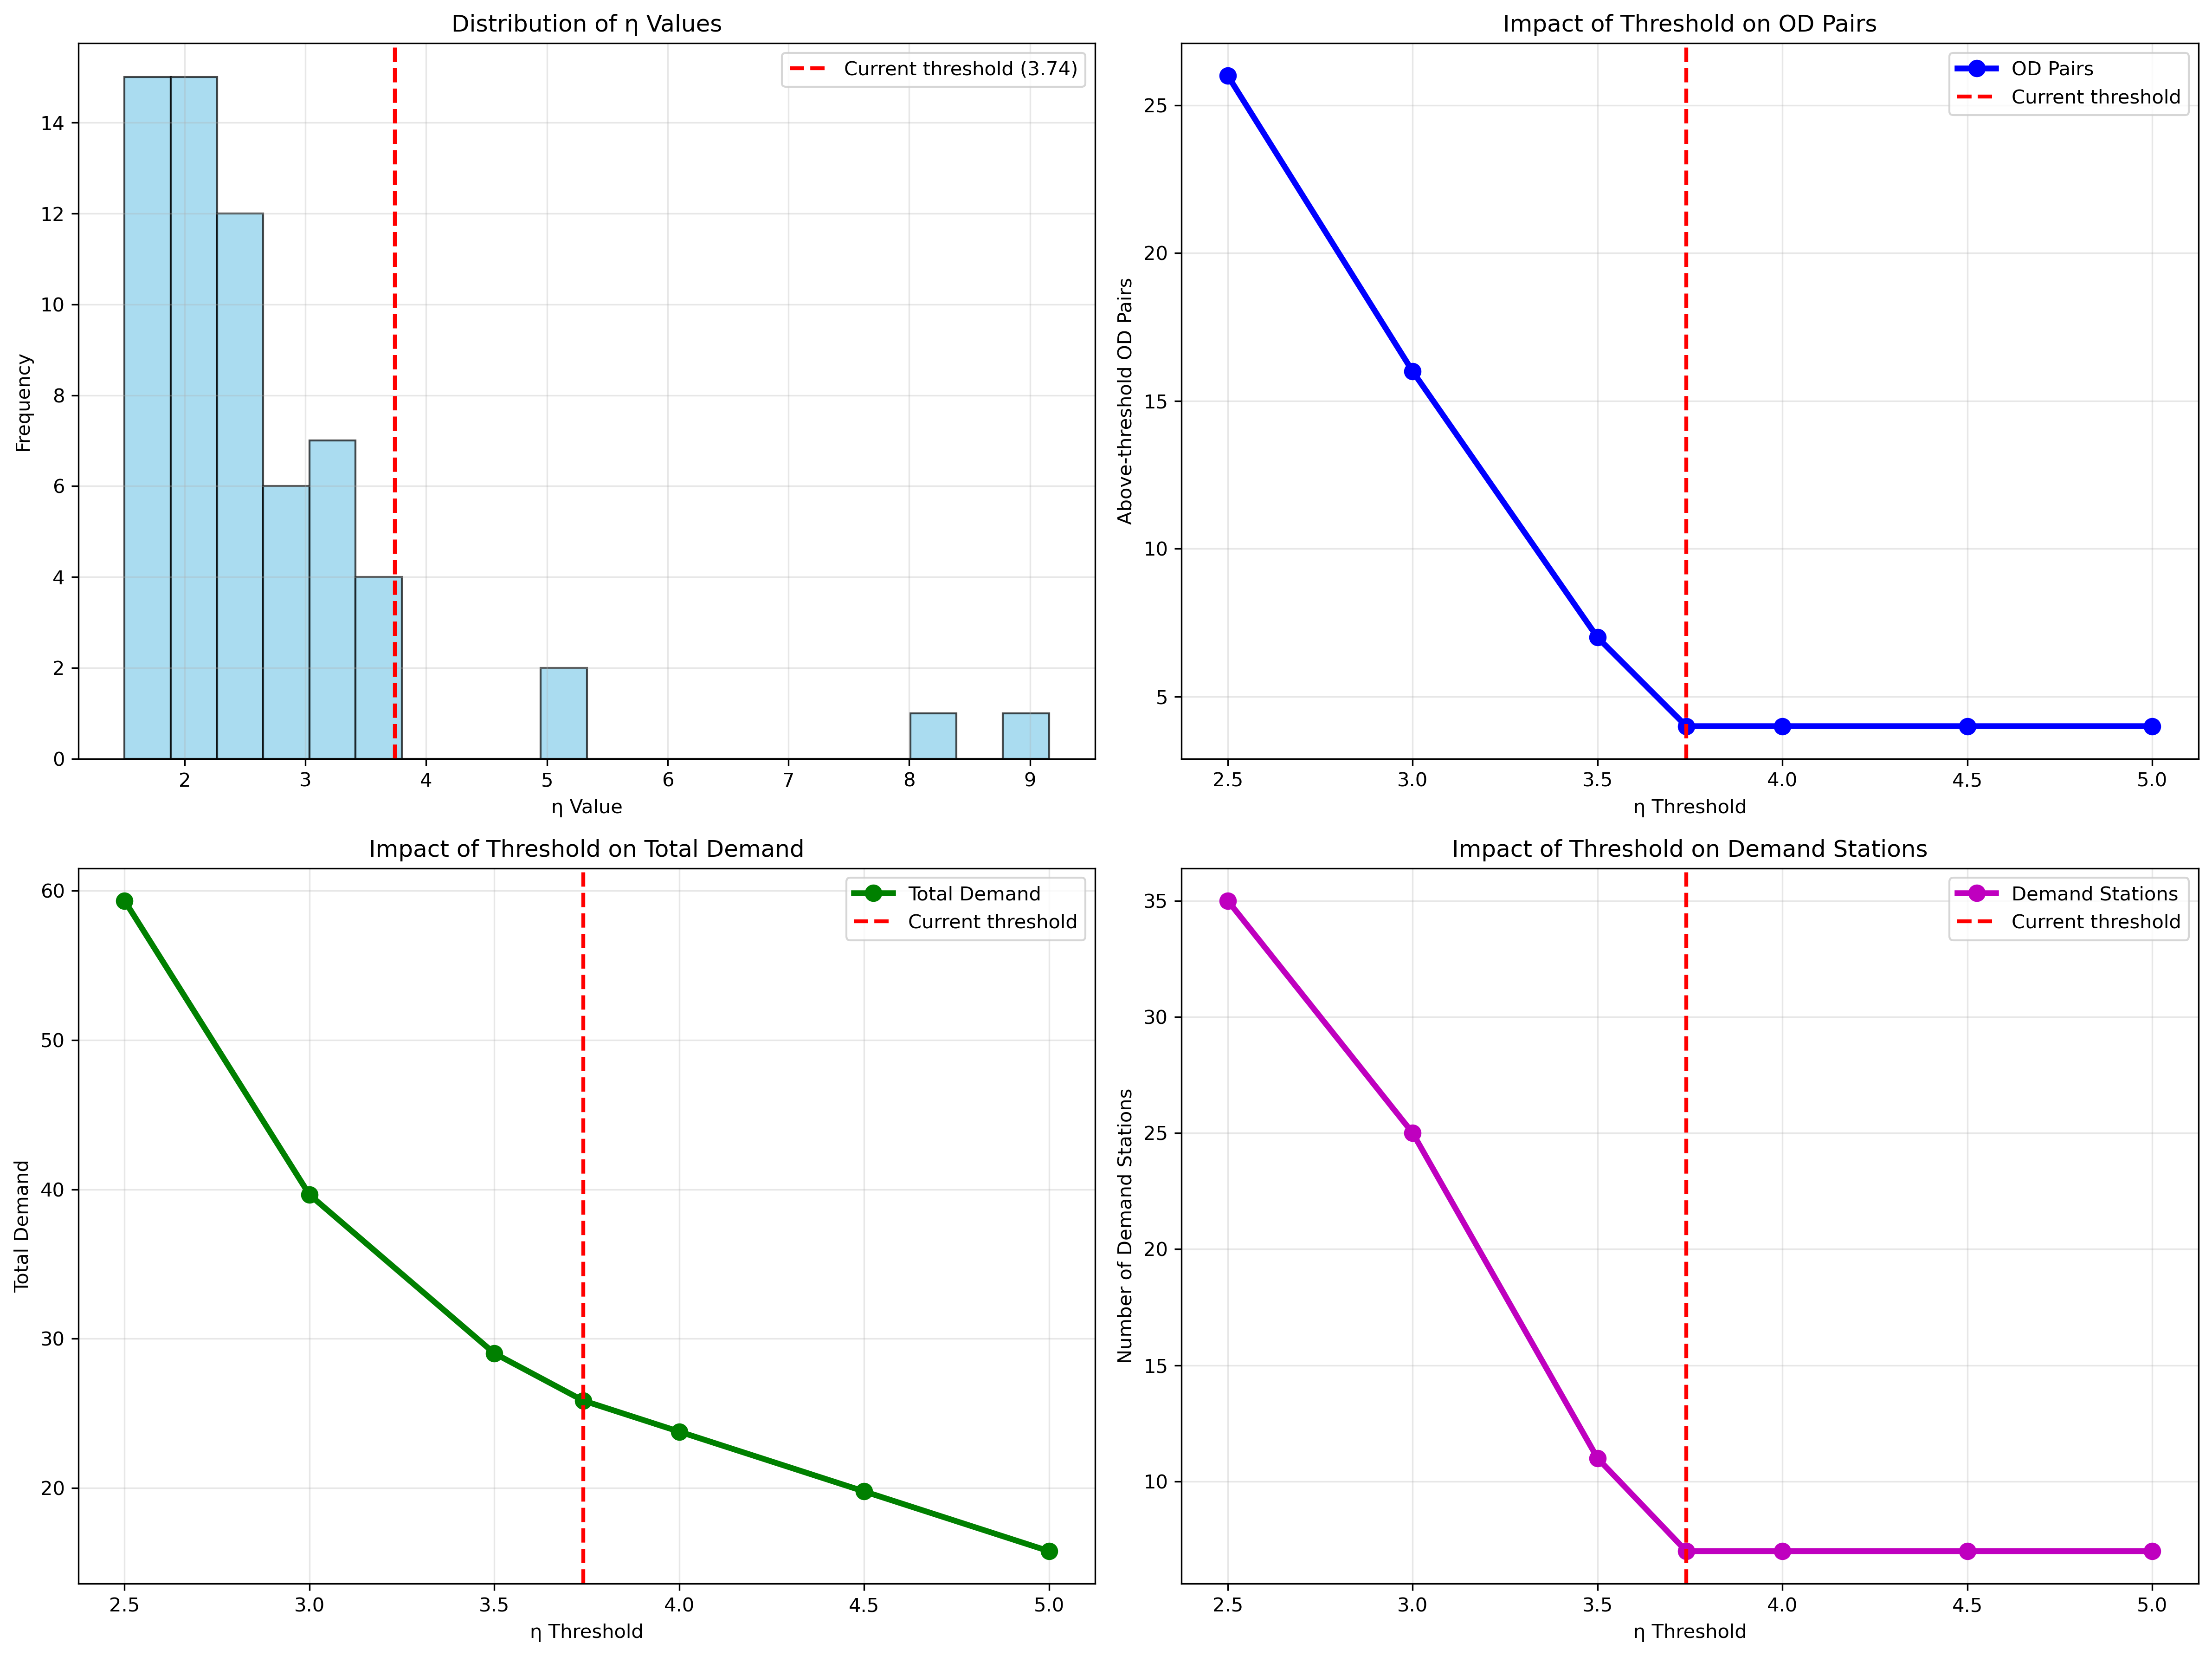 Distribution of η Values
Current threshold (3.74)
Frequency
14
12
10
8
6
4
2
0
2 3 4 5 6 7 8 9
η Value
Impact of Threshold on OD Pairs
OD Pairs
Current threshold
Above-threshold OD Pairs
25
20
15
10
5
2.5 3.0 3.5 4.0 4.5 5.0
η Threshold
Impact of Threshold on Total Demand
Total Demand
Current threshold
Total Demand
60
50
40
30
20
2.5 3.0 3.5 4.0 4.5 5.0
η Threshold
Impact of Threshold on Demand Stations
Demand Stations
Current threshold
Number of Demand Stations
35
30
25
20
15
10
2.5 3.0 3.5 4.0 4.5 5.0
η Threshold